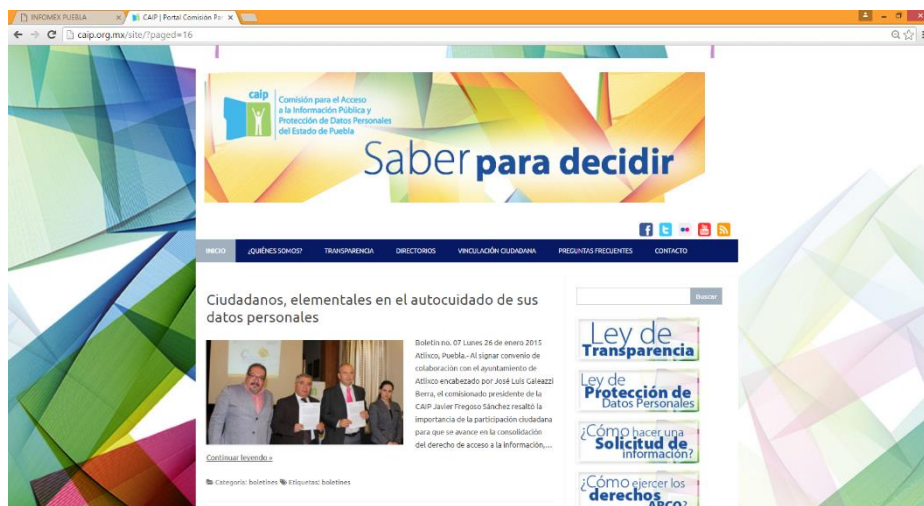 INFOMEX PUEBLA
CAIP | Portal Comisión Par
caip.org.mx/site/?paged=16
caip
Comisión
para el Acceso
a la Información Pública y
Protección de Datos Personales
del Estado de Puebla
Saber para decidir
INICIO
¿QUIÉNES SOMOS?
TRANSPARENCIA
DIRECTORIOS
VINCULACIÓN CIUDADANA
PREGUNTAS FRECUENTES
CONTACTO
Ciudadanos, elementales en el autocuidado de sus
datos personales
Boletín no. 07 Lunes 26 de enero 2015
Atlixco, Puebla.- Al signar convenio de
colaboración con el ayuntamiento de
Atlixco encabezado por José Luis Galeazzi
Berra, el comisionado presidente de la
CAIP Javier Fregoso Sánchez resaltó la
importancia de la participación ciudadana
para que se avance en la consolidación
del derecho de acceso a la información,...
Continuar leyendo »
Categoria: boletines Etiquetas: boletines
Buscar
Ley de
Transparencia
Ley de
Protección de
Datos Personales
¿Cómo hacer una
Solicitud de
información?
¿Cómo ejercer los
derechos
ARCO?